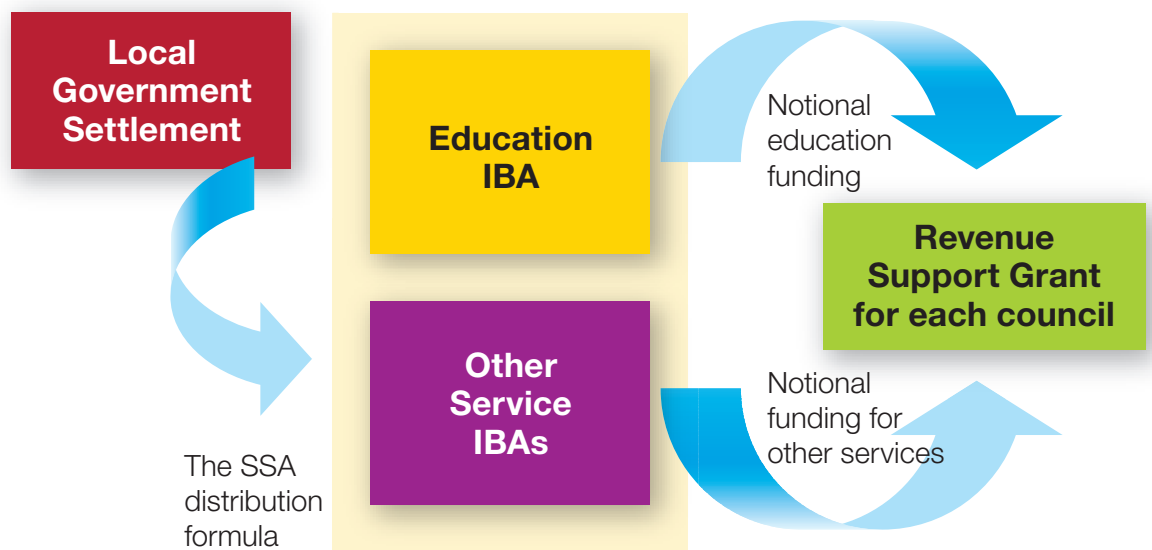 Local
Government
Settlement
Education
IBA
Notional
education
funding
Revenue
Support Grant
for each council
Other
Service
IBAs
Notional
funding for
other services
The SSA
distribution
formula